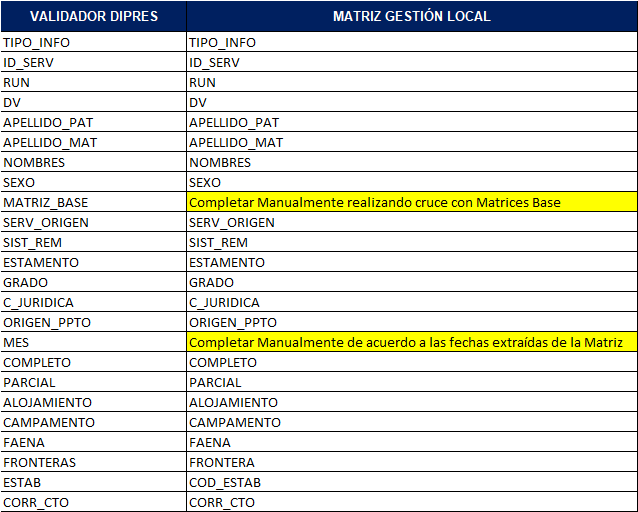 VALIDADOR DIPRES MATRIZ GESTIÓN LOCAL
TIPO_INFO TIPO_INFO
ID_SERV ID_SERV
RUN RUN
DV DV
APELLIDO_PAT APELLIDO_PAT
APELLIDO_MAT APELLIDO_MAT
NOMBRES NOMBRES
SEXO SEXO
MATRIZ_BASE Completar Manualmente realizando cruce con Matrices Base
SERV_ORIGEN SERV_ORIGEN
SIST_REM SIST_REM
ESTAMENTO ESTAMENTO
GRADO GRADO
C_JURIDICA C_JURIDICA
ORIGEN_PPTO ORIGEN_PPTO
MES Completar Manualmente de acuerdo a las fechas extraídas de la Matriz
COMPLETO COMPLETO
PARCIAL PARCIAL
ALOJAMIENTO ALOJAMIENTO
CAMPAMENTO CAMPAMENTO
FAENA FAENA
FRONTERAS FRONTERA
ESTAB COD_ESTAB
CORR_CTO CORR_CTO